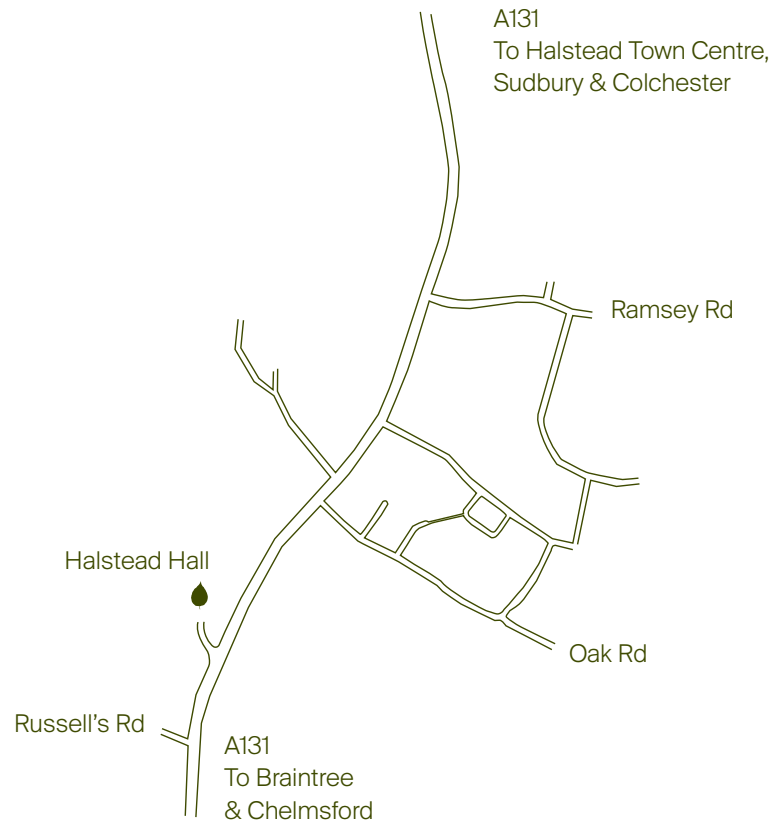 A131
To Halstead Town Centre,
Sudbury & Colchester
Ramsey Rd
Halstead Hall
Oak Rd
Russell’s Rd
A131
To Braintree
& Chelmsford